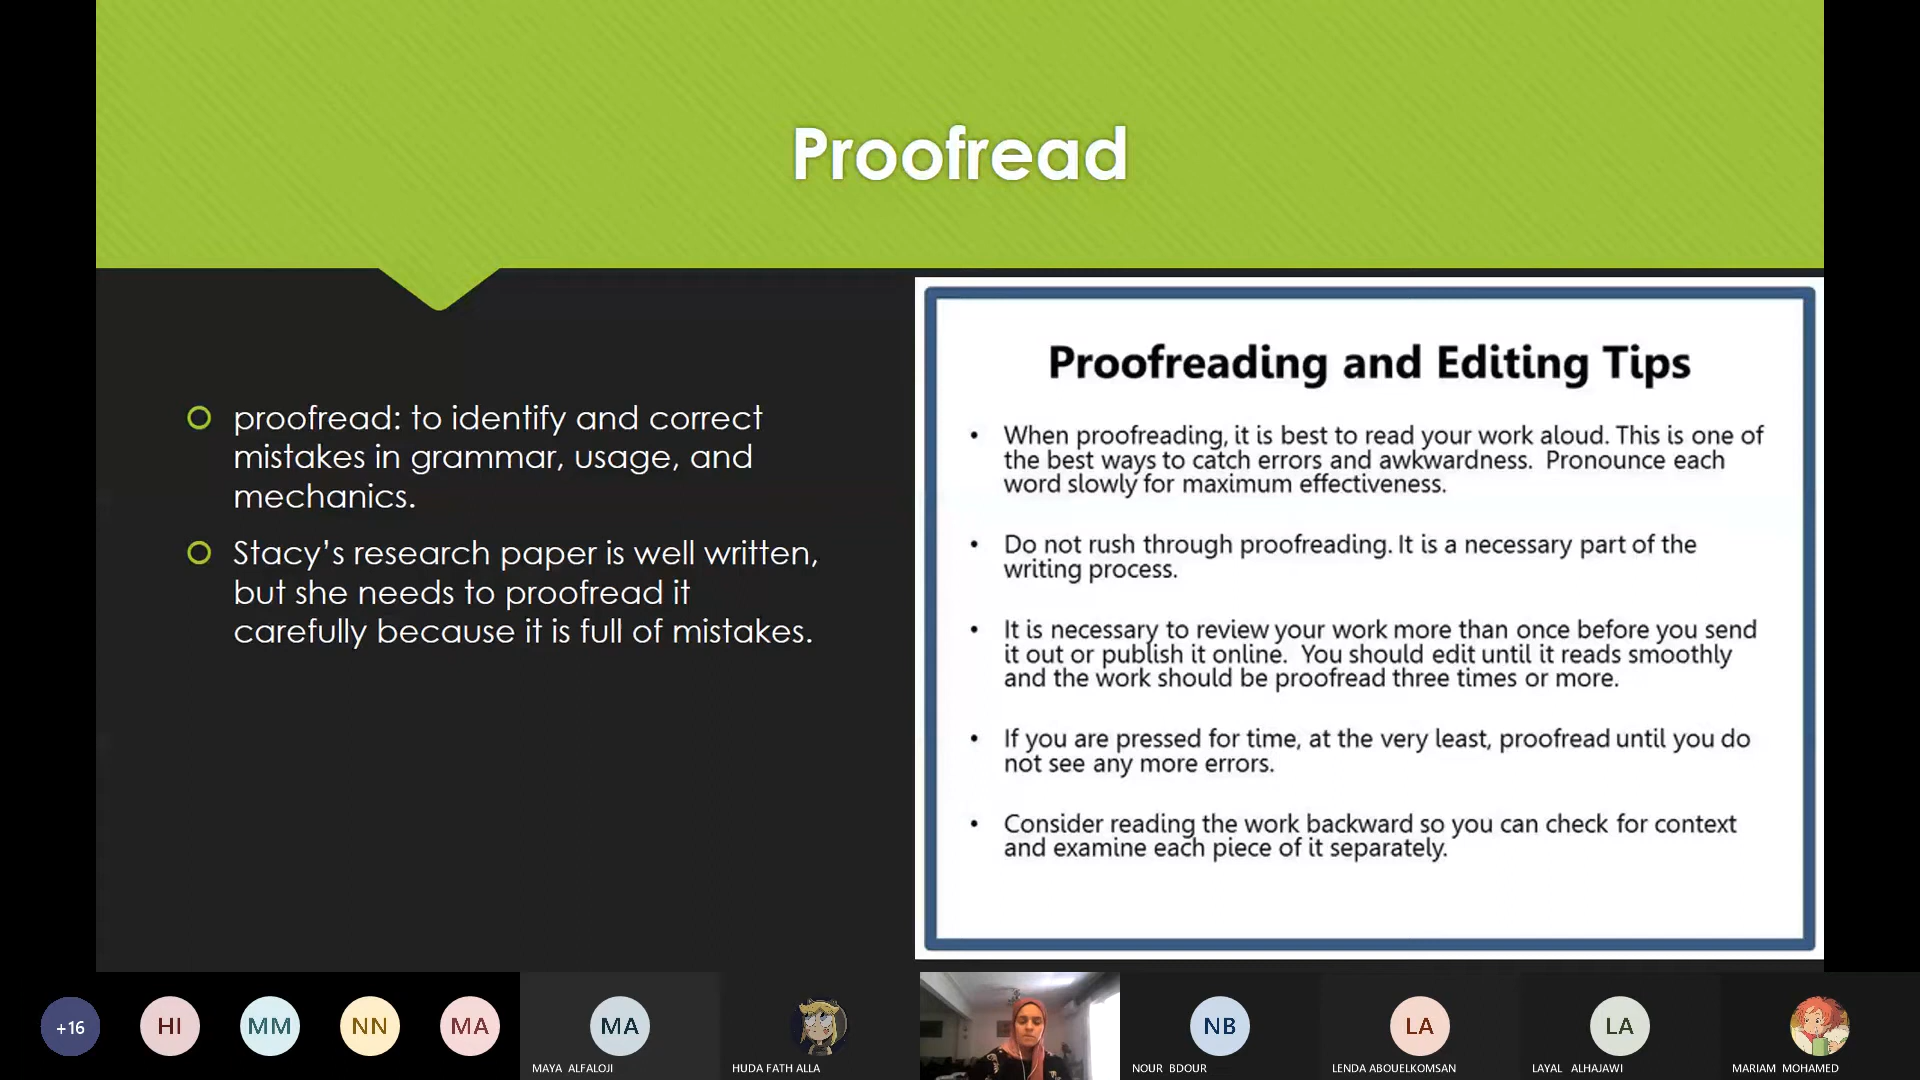 Proofread
proofread: to identify and correct
mistakes in grammar, usage, and
mechanics.
Stacy’s research paper is well written,
but she needs to proofread it
carefully because it is full of mistakes.
Proofreading and Editing Tips
• When proofreading, it is best to read your work aloud. This is one of
the best ways to catch errors and awkwardness. Pronounce each
word slowly for maximum effectiveness.
• Do not rush through proofreading. It is a necessary part of the
writing process.
• It is necessary to review your work more than once before you send
it out or publish it online. You should edit until it reads smoothly
and the work should be proofread three times or more.
• If you are pressed for time, at the very least, proofread until you do
not see any more errors.
• Consider reading the work backward so you can check for context
and examine each piece of it separately.
+16
HI
MM
NN
MA
MA
MAYA ALFALOJI
HUDA FATH ALLA
NB
NOUR BDOUR
LA
LENDA ABOUELKOMSAN
LA
LAYAL ALHAJAWI
MARIAM MOHAMED